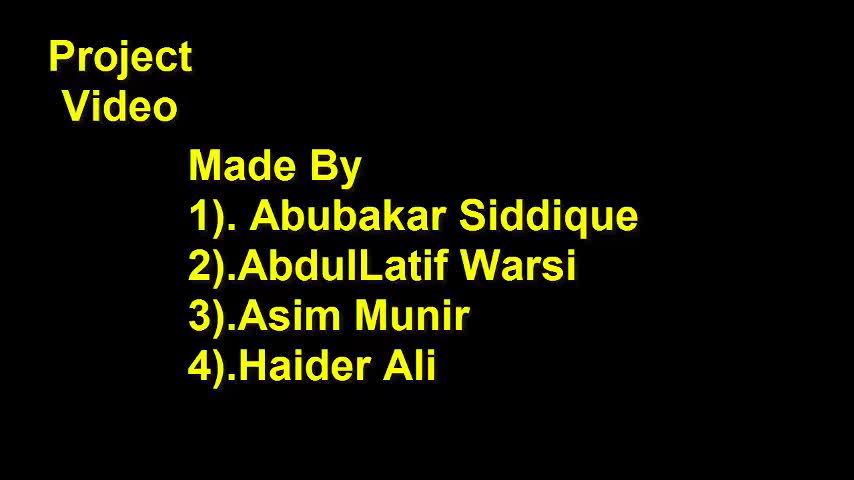 Project
Video
Made By
1). Abubakar Siddique
2).AbdulLatif Warsi
3).Asim Munir
4).Haider Ali